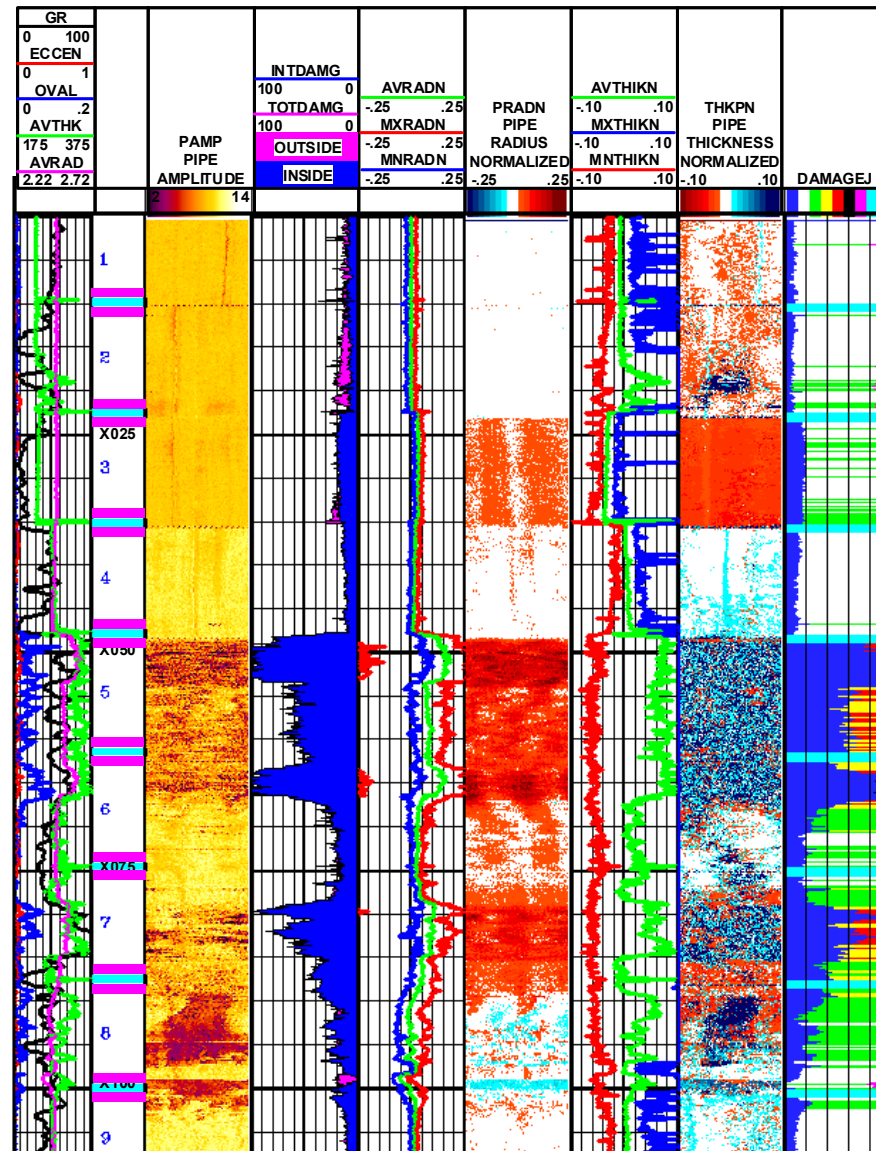 GR
0 100
ECCEN
0 1
OVAL
0 .2
AVTHK
175 375
AVRAD
2.22 2.72
PAMP
PIPE
AMPLITUDE
2 14
INTDAMG
100 0
TOTDAMG
100 0
OUTSIDE
INSIDE
AVRADN
-.25 .25
MXRADN
-.25 .25
MNRADN
-.25 .25
PRADN
PIPE
RADIUS
NORMALIZED
-.25 .25
AVTHIKN
-.10 .10
MXTHIKN
-.10 .10
MNTHIKN
-.10 .10
THKPN
PIPE
THICKNESS
NORMALIZED
-.10 .10
DAMAGEJ
1
2
X025
3
4
X050
5
6
X075
7
8
X100
9